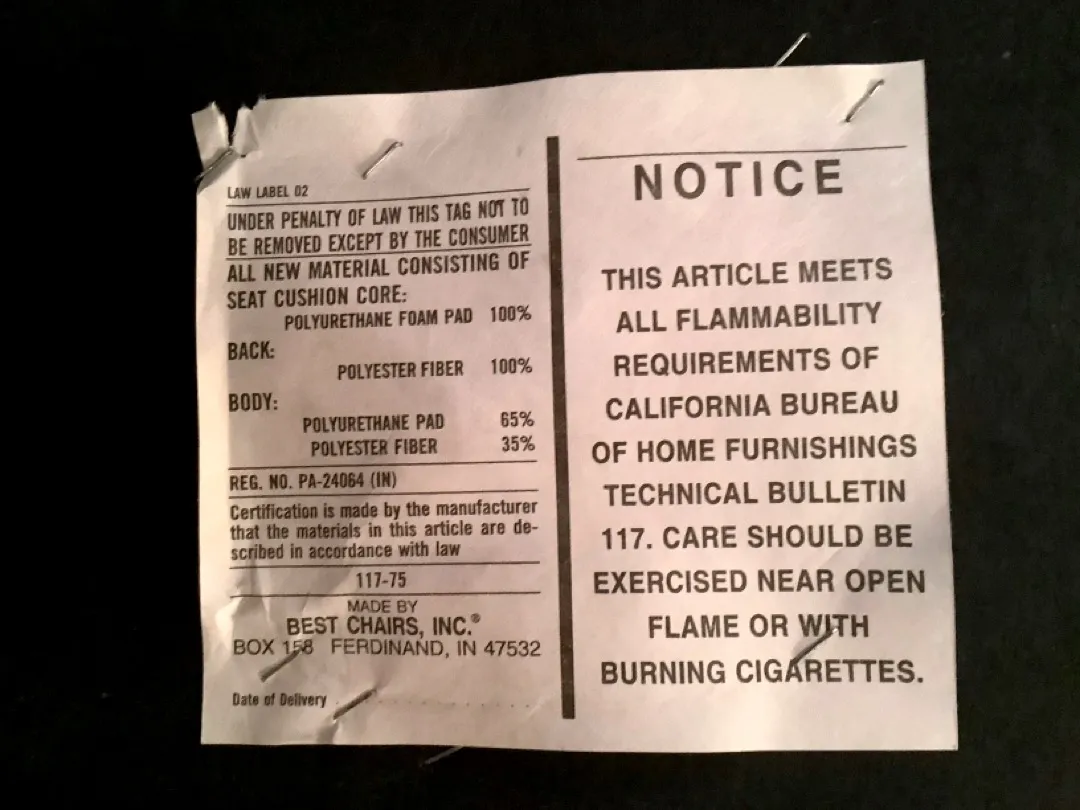 LAW LABEL 02
UNDER PENALTY OF LAW THIS TAG NOT TO
BE REMOVED EXCEPT BY THE CONSUMER
ALL NEW MATERIAL CONSISTING OF
SEAT CUSHION CORE:
POLYURETHANE FOAM PAD 100%
BACK:
POLYESTER FIBER 100%
BODY:
POLYURETHANE PAD 65%
POLYESTER FIBER 35%
REG. NO. PA-24064 (IN)
Certification is made by the manufacturer
that the materials in this article are de-
scribed in accordance with law
117-75
MADE BY
BEST CHAIRS, INC.®
BOX 158 FERDINAND, IN 47532
Date of Delivery
NOTICE
THIS ARTICLE MEETS
ALL FLAMMABILITY
REQUIREMENTS OF
CALIFORNIA BUREAU
OF HOME FURNISHINGS
TECHNICAL BULLETIN
117. CARE SHOULD BE
EXERCISED NEAR OPEN
FLAME OR WITH
BURNING CIGARETTES.